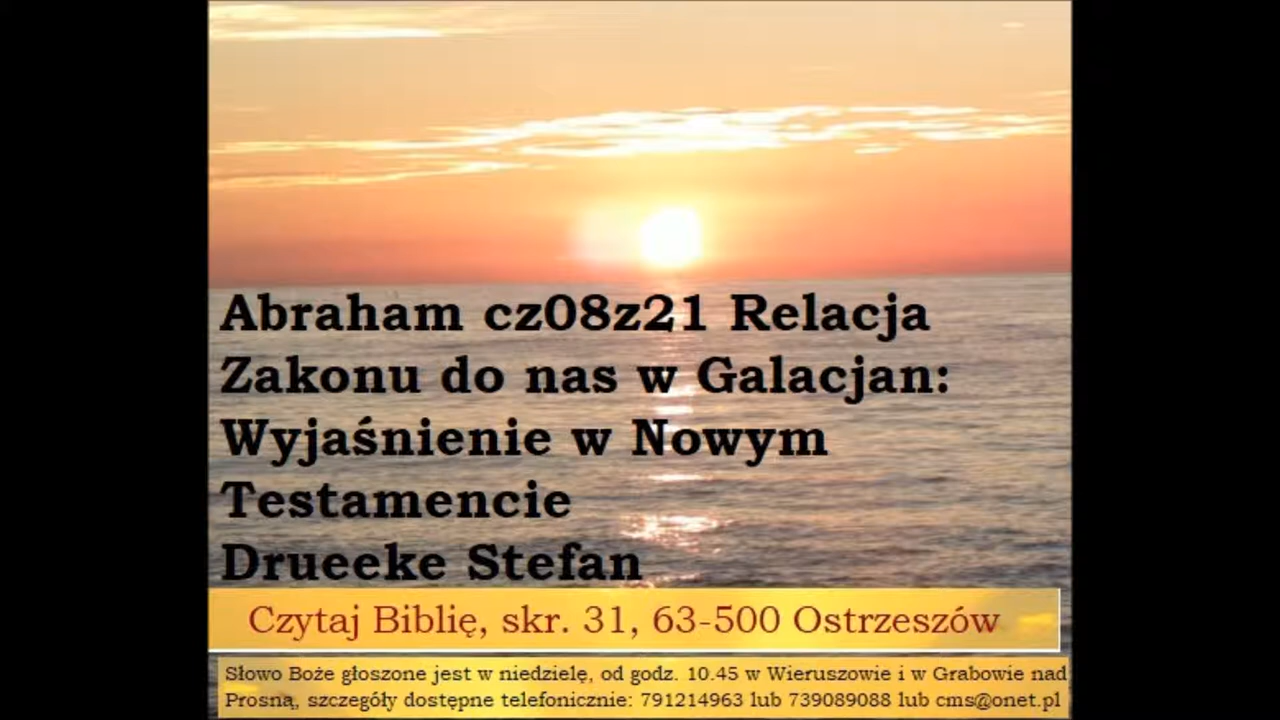 Abraham cz08z21 Relacja
Zakonu do nas w Galacjan:
Wyjaśnienie w Nowym
Testamencie
Drueeke Stefan
Czytaj Biblię, skr. 31, 63-500 Ostrzeszów
Słowo Boże głoszone jest w niedzielę, od godz. 10.45 w Wieruszowie i w Grabowie nad
Prosną, szczegóły dostępne telefonicznie: 791214963 lub 739089088 lub cms@onet.pl